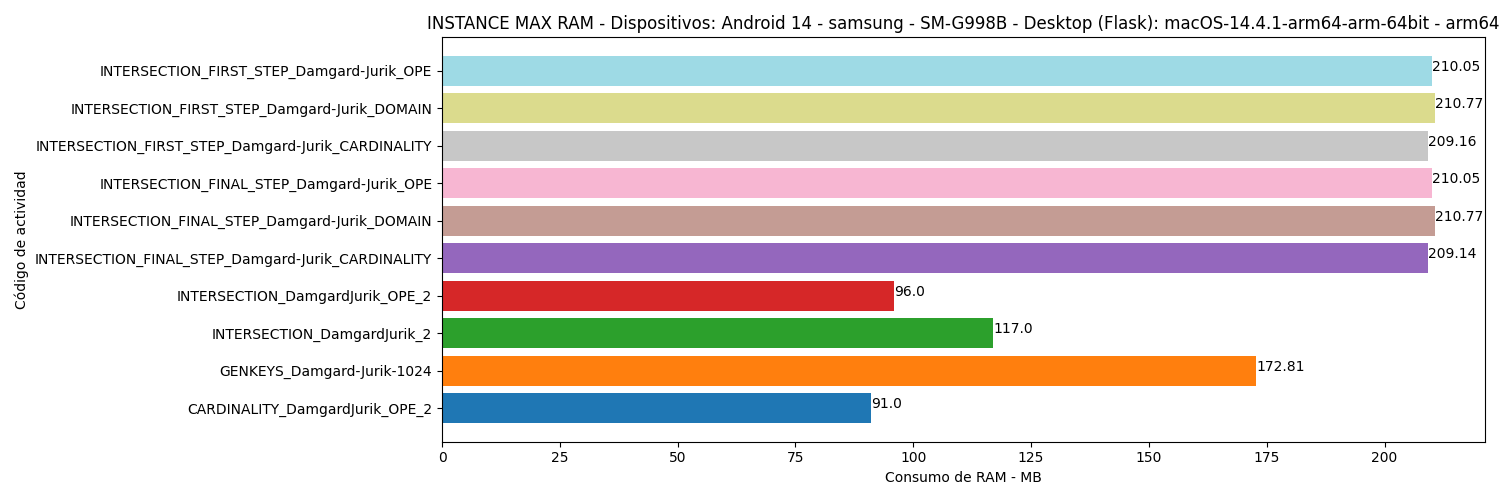 INSTANCE MAX RAM - Dispositivos: Android 14 - samsung - SM-G998B - Desktop (Flask): macOS-14.4.1-arm64-arm-64bit - arm64
Código de actividad
INTERSECTION_FIRST_STEP_Damgard-Jurik_OPE 210.05
INTERSECTION_FIRST_STEP_Damgard-Jurik_DOMAIN 210.77
INTERSECTION_FIRST_STEP_Damgard-Jurik_CARDINALITY 209.16
INTERSECTION_FINAL_STEP_Damgard-Jurik_OPE 210.05
INTERSECTION_FINAL_STEP_Damgard-Jurik_DOMAIN 210.77
INTERSECTION_FINAL_STEP_Damgard-Jurik_CARDINALITY 209.14
INTERSECTION_DamgardJurik_OPE_2 96.0
INTERSECTION_DamgardJurik_2 117.0
GENKEYS_Damgard-Jurik-1024 172.81
CARDINALITY_DamgardJurik_OPE_2 91.0
0 25 50 75 100 125 150 175 200
Consumo de RAM - MB